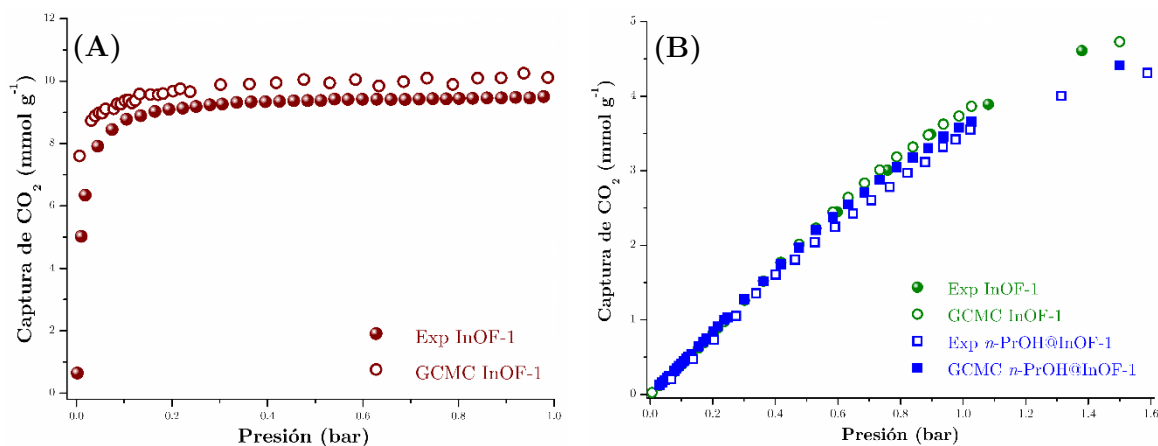 (A)
Captura de CO2 (mmol g-1)
12
10
8
6
4
2
0
Exp InOF-1
GCMC InOF-1
0.0 0.2 0.4 0.6 0.8 1.0
Presión (bar)
(B)
Captura de CO2 (mmol g-1)
5
4
3
2
1
0
Exp InOF-1
GCMC InOF-1
Exp n-PrOH@InOF-1
GCMC n-PrOH@InOF-1
0.0 0.2 0.4 0.6 0.8 1.0 1.2 1.4 1.6
Presión (bar)